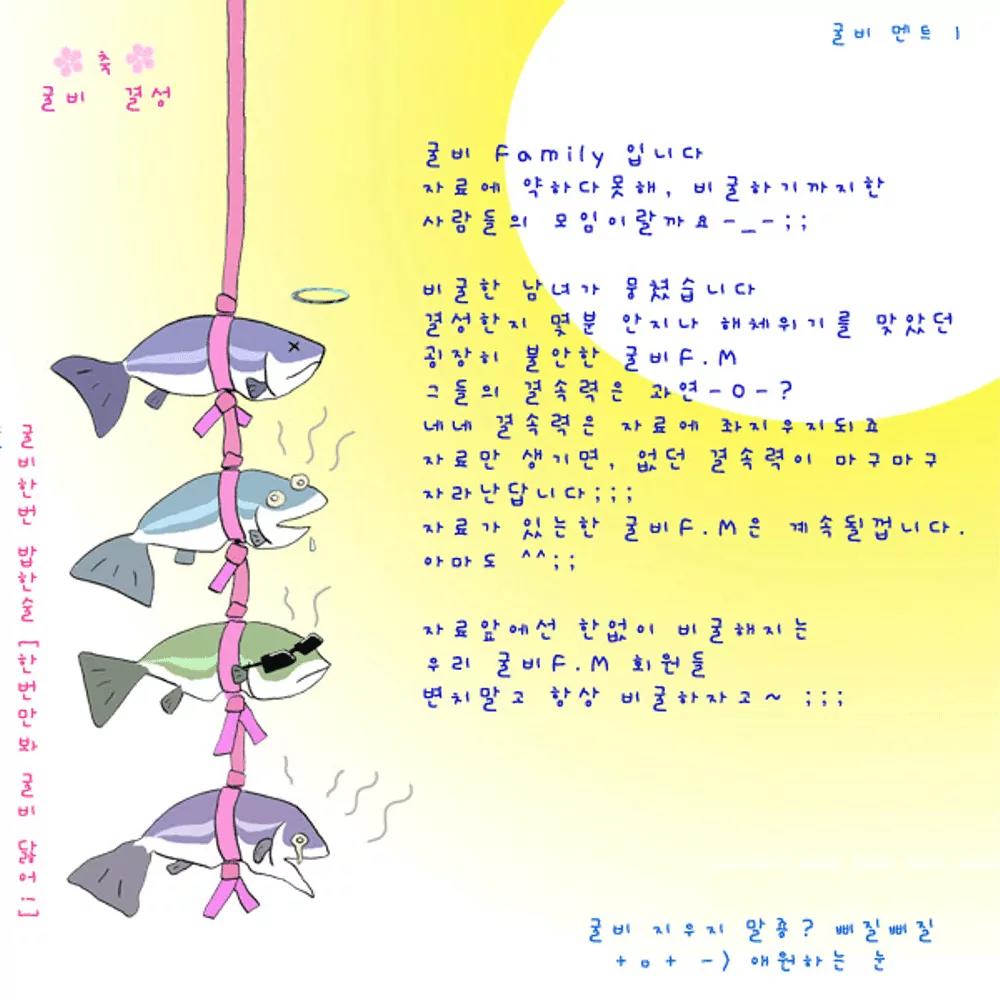 굴비 멘트 1
축
굴비 결성
굴비 Family 입니다
자료에 약하다못해, 비굴하기까지한
사람들의 모임이랄까요-_-;;
비굴한 남녀가 뭉쳤습니다
결성한지 몇분 안지나 해체위기를 맞았던
굉장히 불안한 굴비F.M
그들의 결속력은 과연-0-?
네네 결속력은 자료에 좌지우지되죠
자료만 생기면, 없던 결속력이 마구마구
자라난답니다;;;
자료가 있는한 굴비F.M은 계속될껍니다.
아마도 ^^;;
자료앞에선 한없이 비굴해지는
우리 굴비F.M 회원들
변치말고 항상 비굴하자고~ ;;;
굴비한번 밥한술 [한번만봐 굴비 닳어!]
굴비 지우지 말죵? 삐질삐질
+o+ -> 애원하는 눈